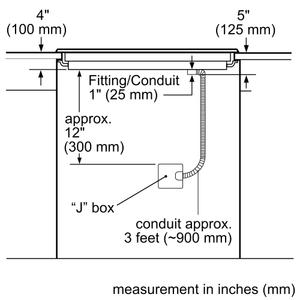 4"
(100 mm)
5"
(125 mm)
Fitting/Conduit
1" (25 mm)
approx.
12"
(300 mm)
“J” box
conduit approx.
3 feet (~900 mm)
measurement in inches (mm)